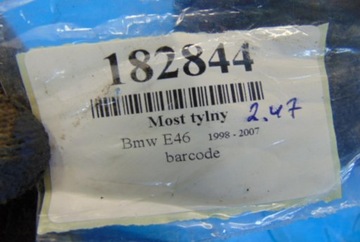 182844
Most tylny 2.47
Bmw E46 1998 - 2007
barcode